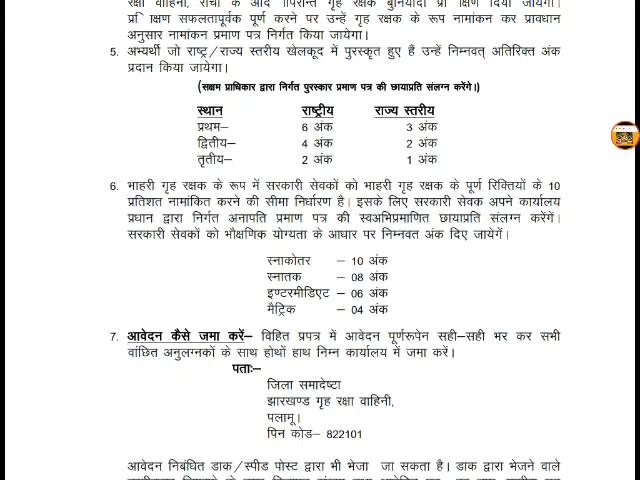 रक्षा वाहिनी, राँची के
प्रि क्षण सफलतापूर्वक पूर्ण करने पर उन्हें गृह रक्षक के रूप नामांकन कर प्रावधान
अनुसार नामांकन प्रमाण पत्र निर्गत किया जायेगा।
5. अभ्यर्थी जो राष्ट्र/राज्य स्तरीय खेलकूद में पुरस्कृत हुए हैं उन्हें निम्नवत् अतिरिक्त अंक
प्रदान किया जायेगा।
(सक्षम प्राधिकार द्वारा निर्गत पुरस्कार प्रमाण पत्र की छायाप्रति संलग्न करेंगे।)
स्थान राष्ट्रीय राज्य स्तरीय
प्रथम– 6 अंक 3 अंक
द्वितीय– 4 अंक 2 अंक
तृतीय– 2 अंक 1 अंक
6. भाहरी गृह रक्षक के रूप में सरकारी सेवकों को भाहरी गृह रक्षक के पूर्ण रिक्तियों के 10
प्रतिशत नामांकित करने की सीमा निर्धारण है। इसके लिए सरकारी सेवक अपने कार्यालय
प्रधान द्वारा निर्गत अनापति प्रमाण पत्र की स्वअभिप्रमाणित छायाप्रति संलग्न करेंगें।
सरकारी सेवकों को भौक्षणिक योग्यता के आधार पर निम्नवत अंक दिए जायेगें।
स्नाकोतर – 10 अंक
स्नातक – 08 अंक
इण्टरमीडिएट – 06 अंक
मैट्रिक – 04 अंक
7. आवेदन कैसे जमा करें– विहित प्रपत्र में आवेदन पूर्णरूपेन सही–सही भर कर सभी
वांछित अनुलग्नकों के साथ होथों हाथ निम्न कार्यालय में जमा करें।
पताः–
जिला समादेष्टा
झारखण्ड गृह रक्षा वाहिनी,
पलामू।
पिन कोड– 822101
आवेदन निबंधित डाक/स्पीड पोस्ट द्वारा भी भेजा जा सकता है। डाक द्वारा भेजने वाले